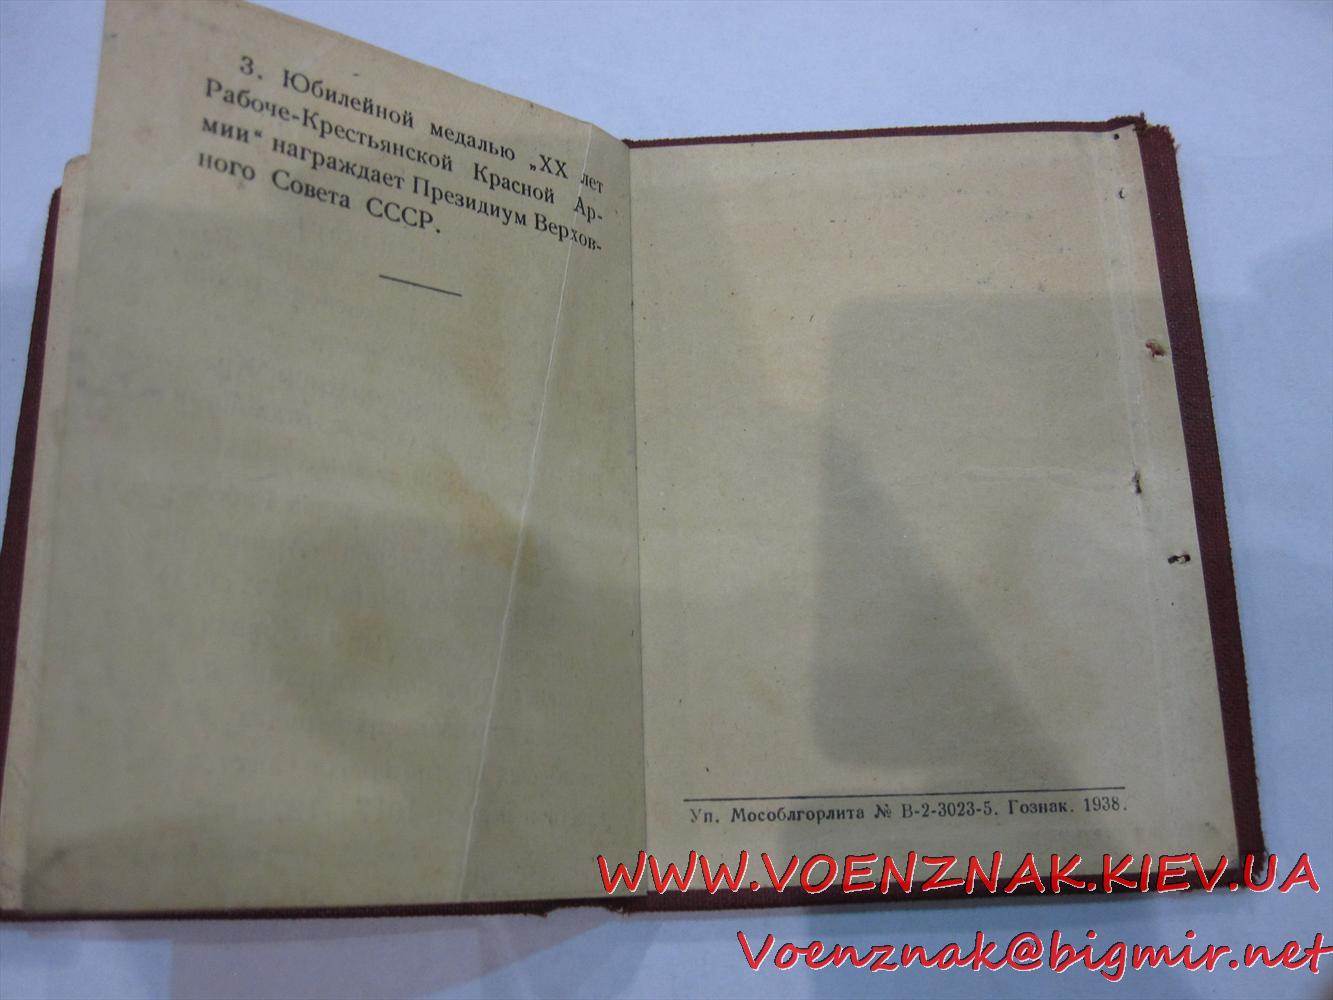 3. Юбилейной медалью „XX лет
Рабоче-Крестьянской Красной Ар-
мии“ награждает Президиум Верхов-
ного Совета СССР.
Уп. Мособлгорлита № В-2-3023-5. Гознак. 1938.
WWW.VOENZNAK.KIEV.UA
Voenznak@bigmir.net